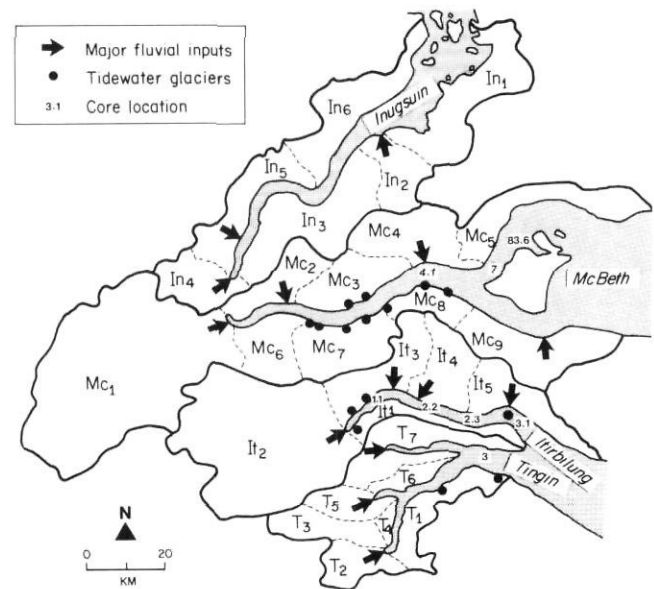 Major fluvial inputs
Tidewater glaciers
3.1 Core location
In6
In1
Inugsuin
In5
In2
In3
In4
Mc4
Mc5
83.6
7
McBeth
Mc2
Mc3
4.1
Mc8
Mc6
Mc7
Mc9
Mc1
It3
It4
It5
1.1
It1
2.2
2.3
3.1
It2
Itirbilung
T7
3
Tingin
T6
T5
T1
T3
T4
T2
N
0 20
KM